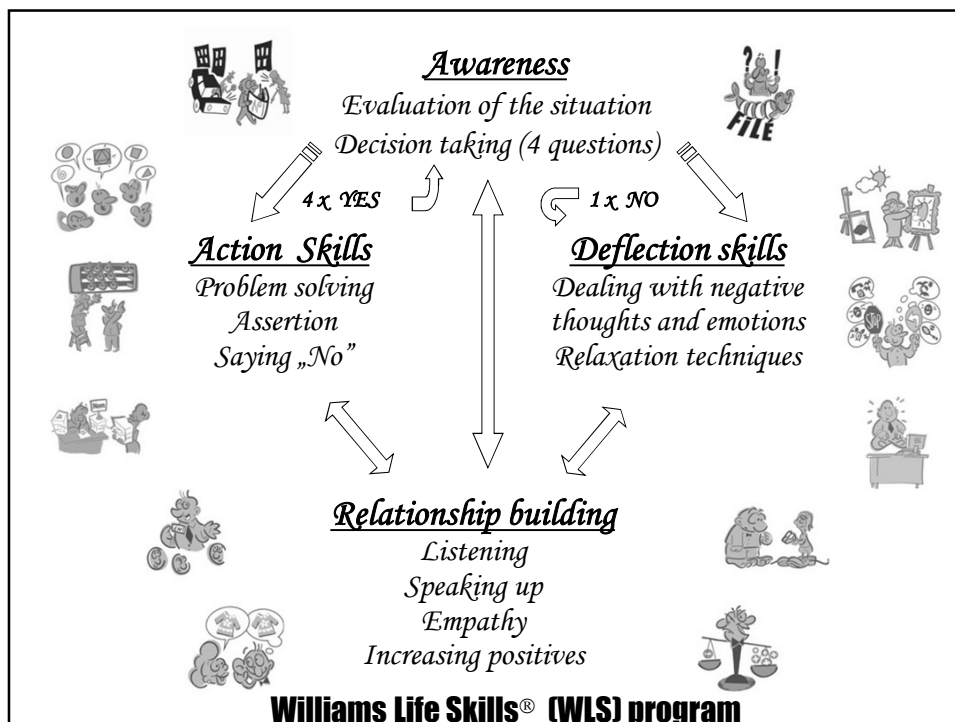 Awareness
Evaluation of the situation
Decision taking (4 questions)
4 x YES
1 x NO
Action Skills
Problem solving
Assertion
Saying „No”
Deflection skills
Dealing with negative
thoughts and emotions
Relaxation techniques
Relationship building
Listening
Speaking up
Empathy
Increasing positives
Williams Life Skills® (WLS) program
? !
FiLÉ
Nem